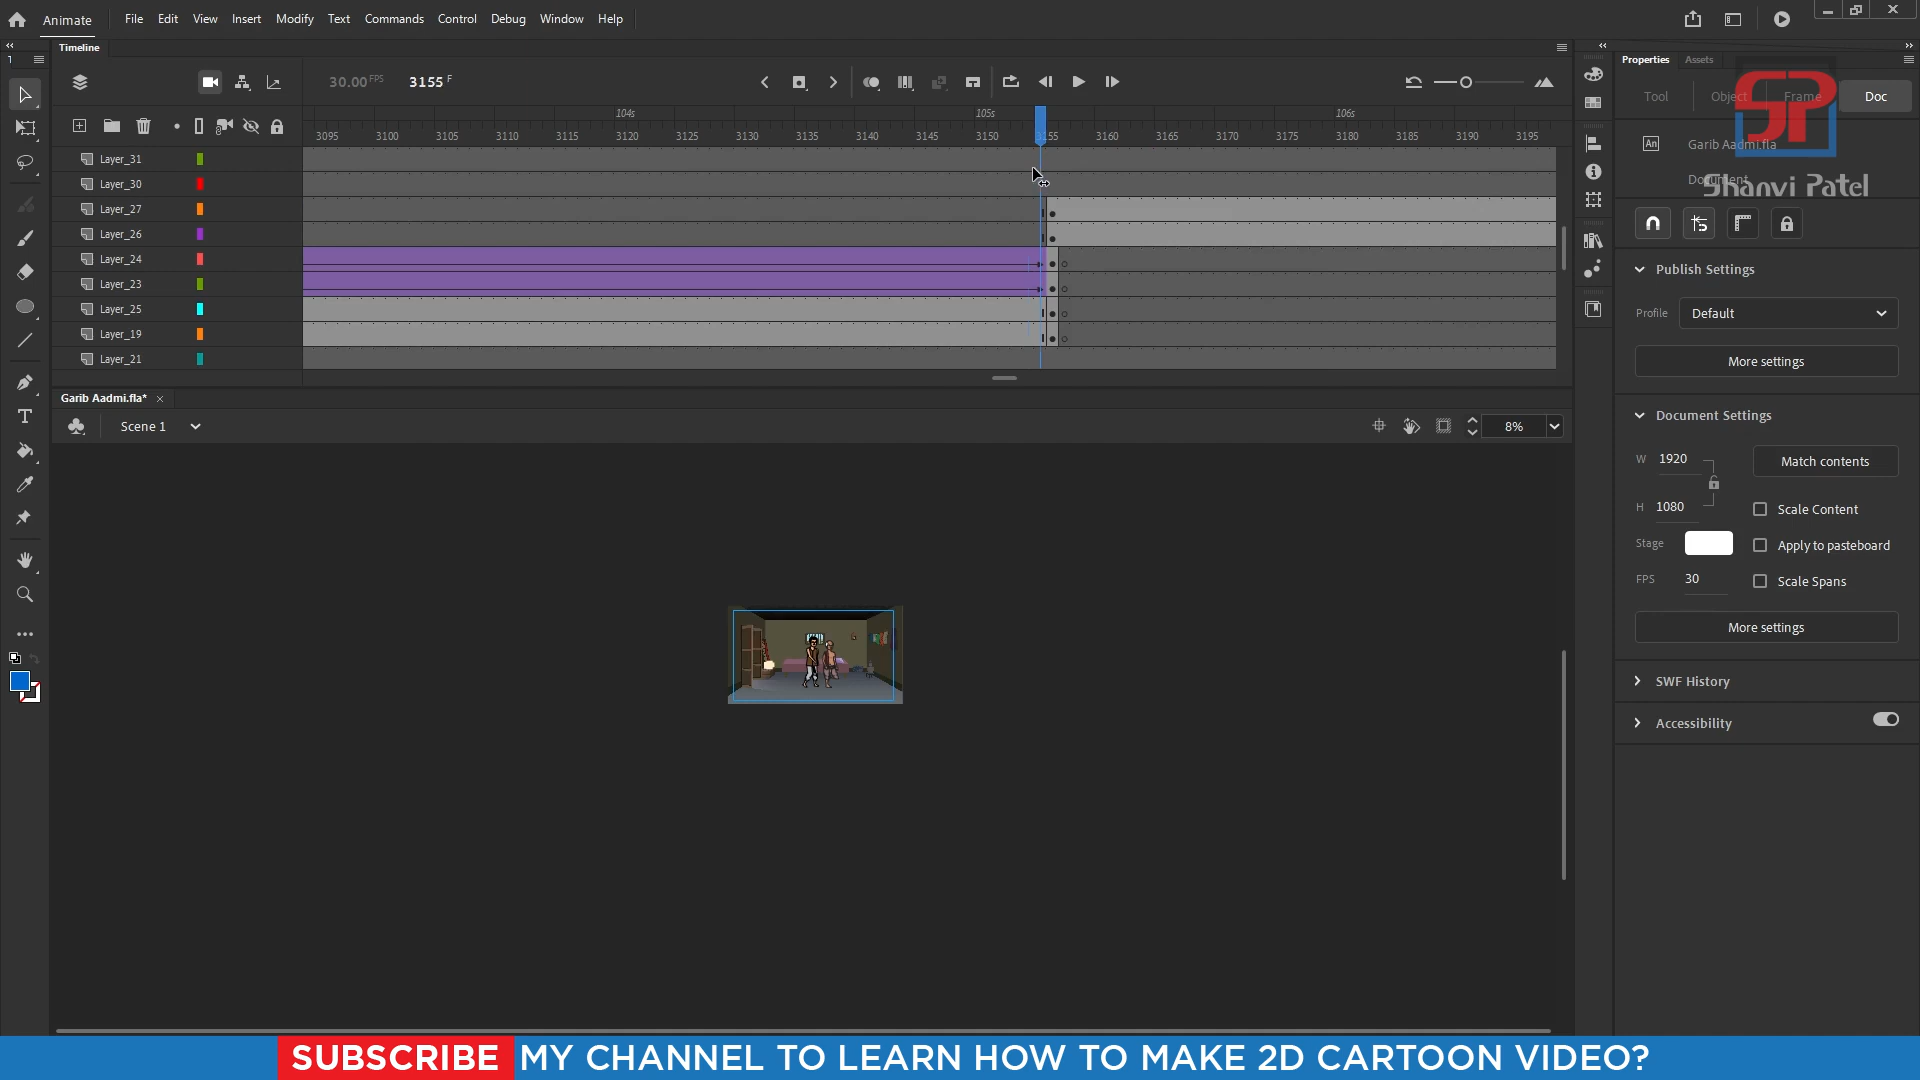 Animate File Edit View Insert Modify Text Commands Control Debug Window Help
1 Timeline Properties Assets
30.00 FPS 3155 F
Tool Object Frame Doc
104s 105s 106s
3095 3100 3105 3110 3115 3120 3125 3130 3135 3140 3145 3150 3155 3160 3165 3170 3175 3180 3185 3190 3195
An Garib Aadmi.fla
Document
SP
Shanvi Patel
Layer_31
Layer_30
Layer_27
Layer_26
Layer_24
Layer_23
Layer_25
Layer_19
Layer_21
Publish Settings
Profile Default
More settings
Garib Aadmi.fla*
Scene 1 8%
Document Settings
W 1920 Match contents
H 1080 Scale Content
Stage Apply to pasteboard
FPS 30 Scale Spans
More settings
SWF History
Accessibility
SUBSCRIBE MY CHANNEL TO LEARN HOW TO MAKE 2D CARTOON VIDEO?